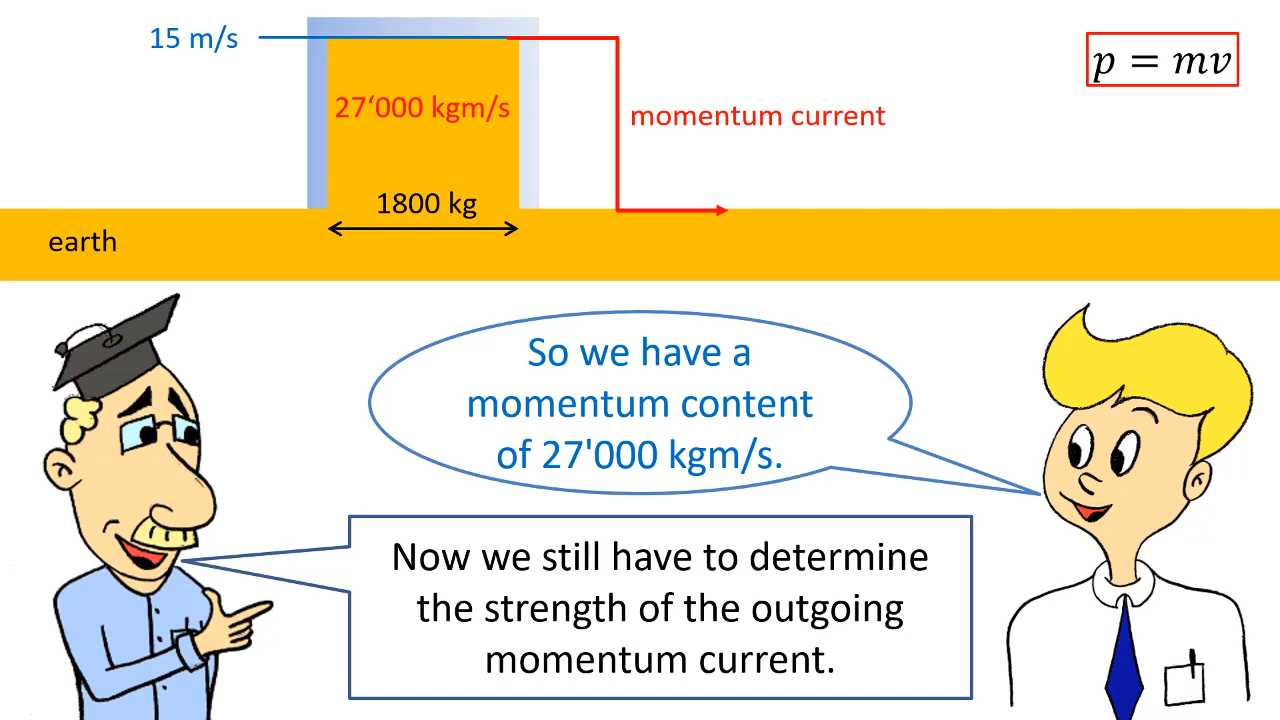 15 m/s
p = mv
27‘000 kgm/s
momentum current
1800 kg
earth
So we have a
momentum content
of 27'000 kgm/s.
Now we still have to determine
the strength of the outgoing
momentum current.